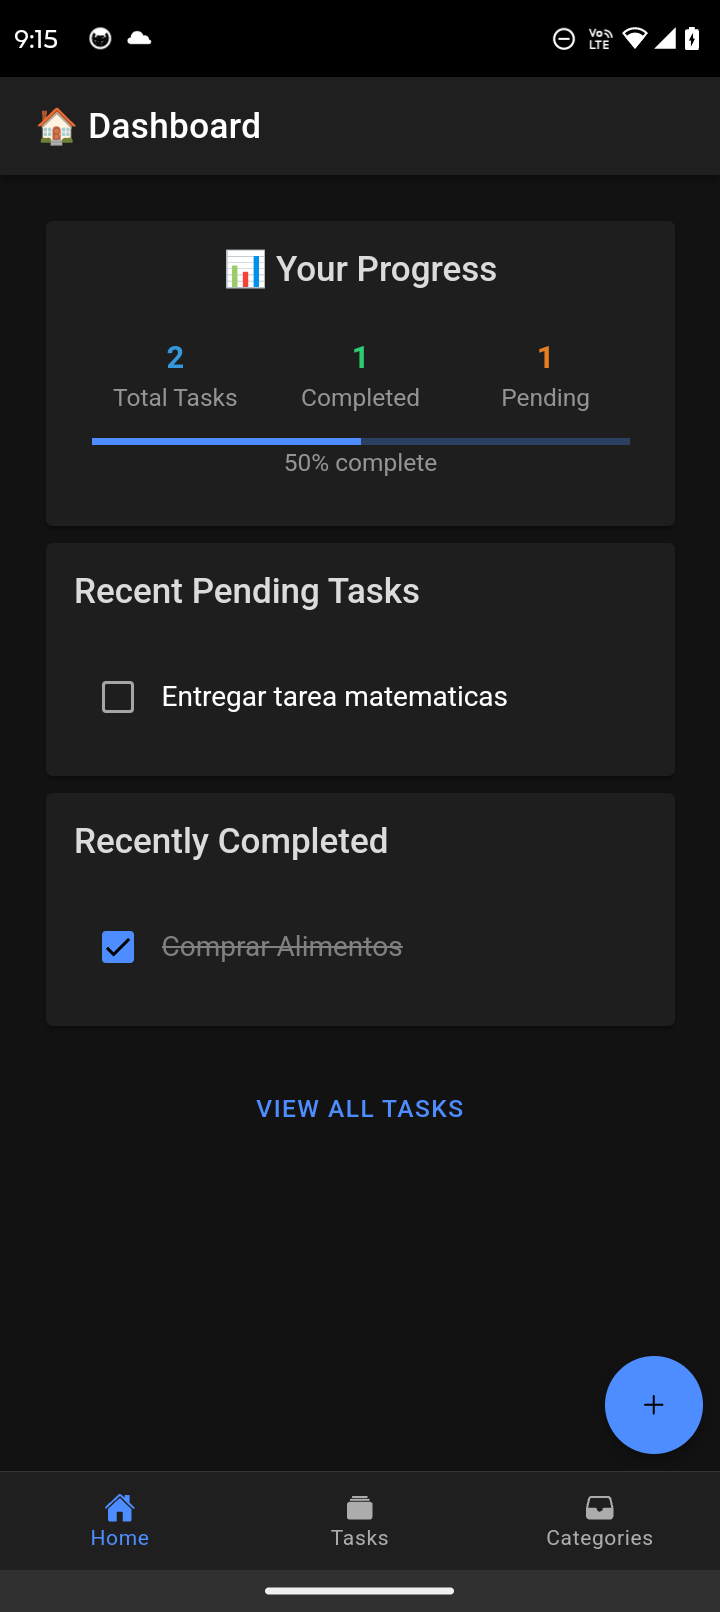 9:15
Vo LTE
🏠 Dashboard
📊 Your Progress
2 1 1
Total Tasks Completed Pending
50% complete
Recent Pending Tasks
Entregar tarea matematicas
Recently Completed
Comprar Alimentos
VIEW ALL TASKS
+
Home Tasks Categories